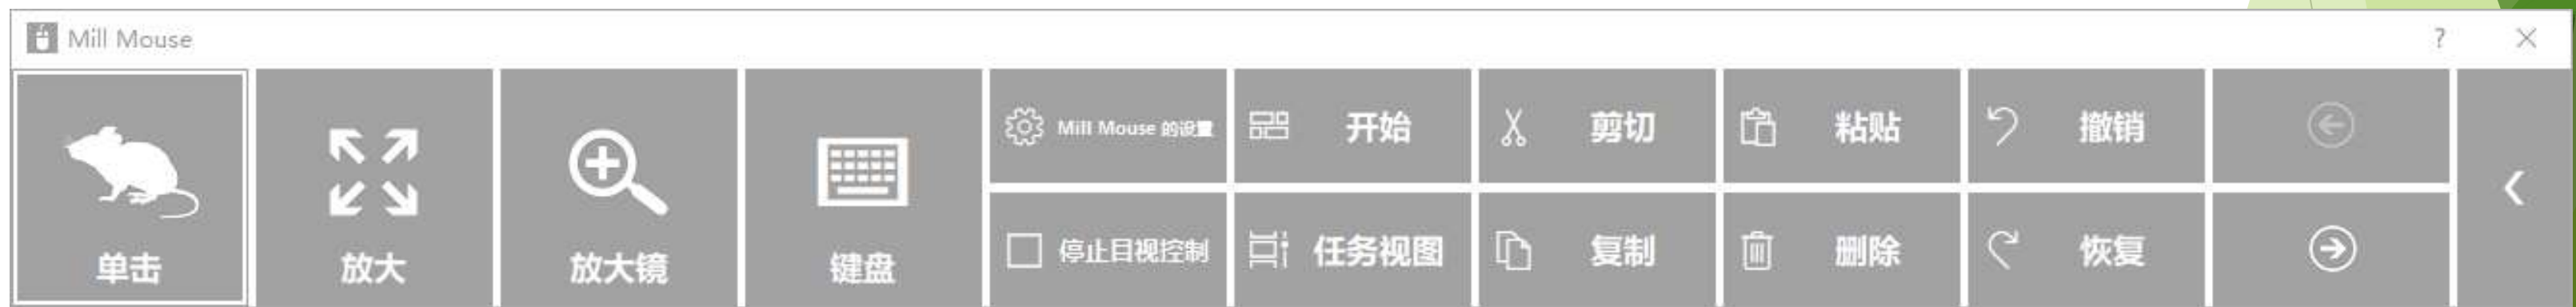 Mill Mouse
?
单击
放大
放大镜
键盘
Mill Mouse 的设置
开始
剪切
粘贴
撤销
停止目视控制
任务视图
复制
删除
恢复